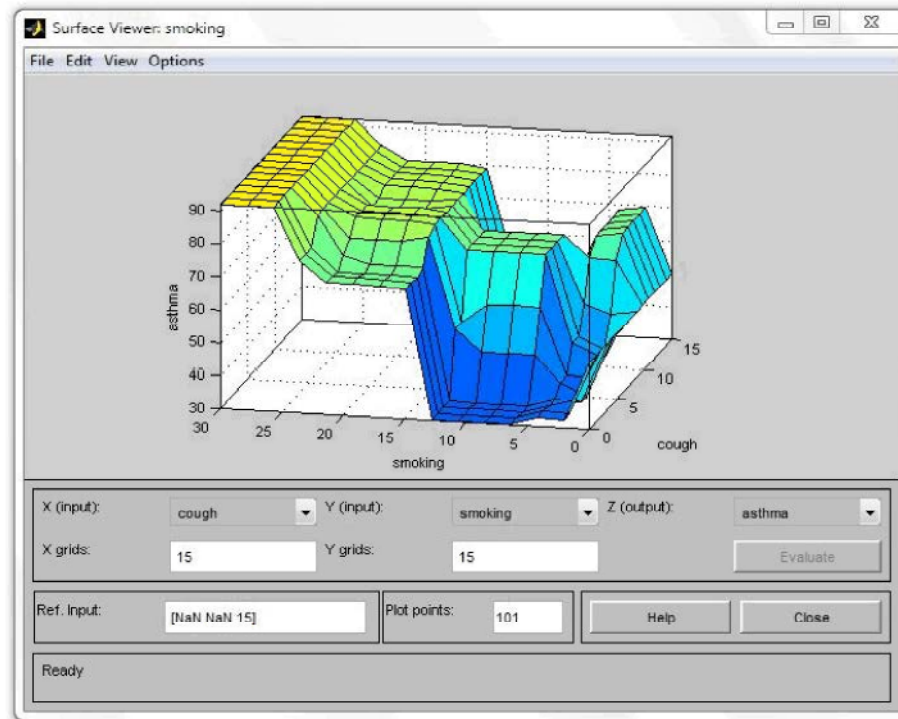 Surface Viewer: smoking
File Edit View Options
90
80
70
60
50
40
30
asthma
30
25
20
15
10
5
0
smoking
0
5
10
15
cough
X (input): cough Y (input): smoking Z (output): asthma
X grids: 15 Y grids: 15 Evaluate
Ref. Input: [NaN NaN 15] Plot points: 101 Help Close
Ready